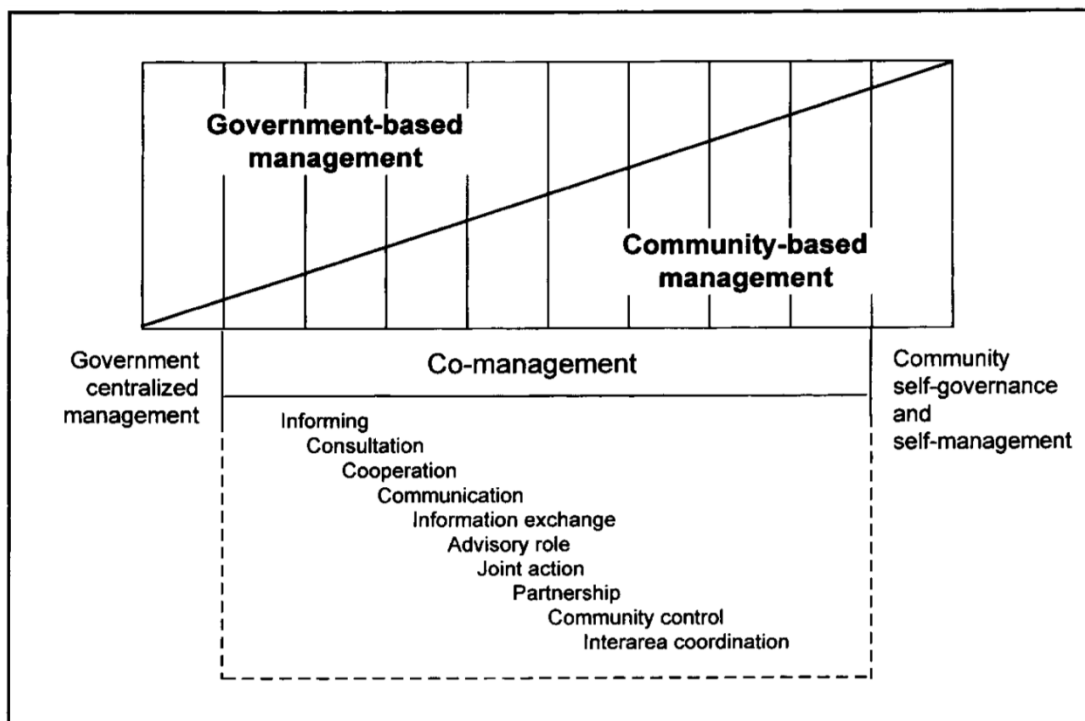 Government-based
management
Community-based
management
Government
centralized
management
Co-management
Community
self-governance
and
self-management
Informing
Consultation
Cooperation
Communication
Information exchange
Advisory role
Joint action
Partnership
Community control
Interarea coordination